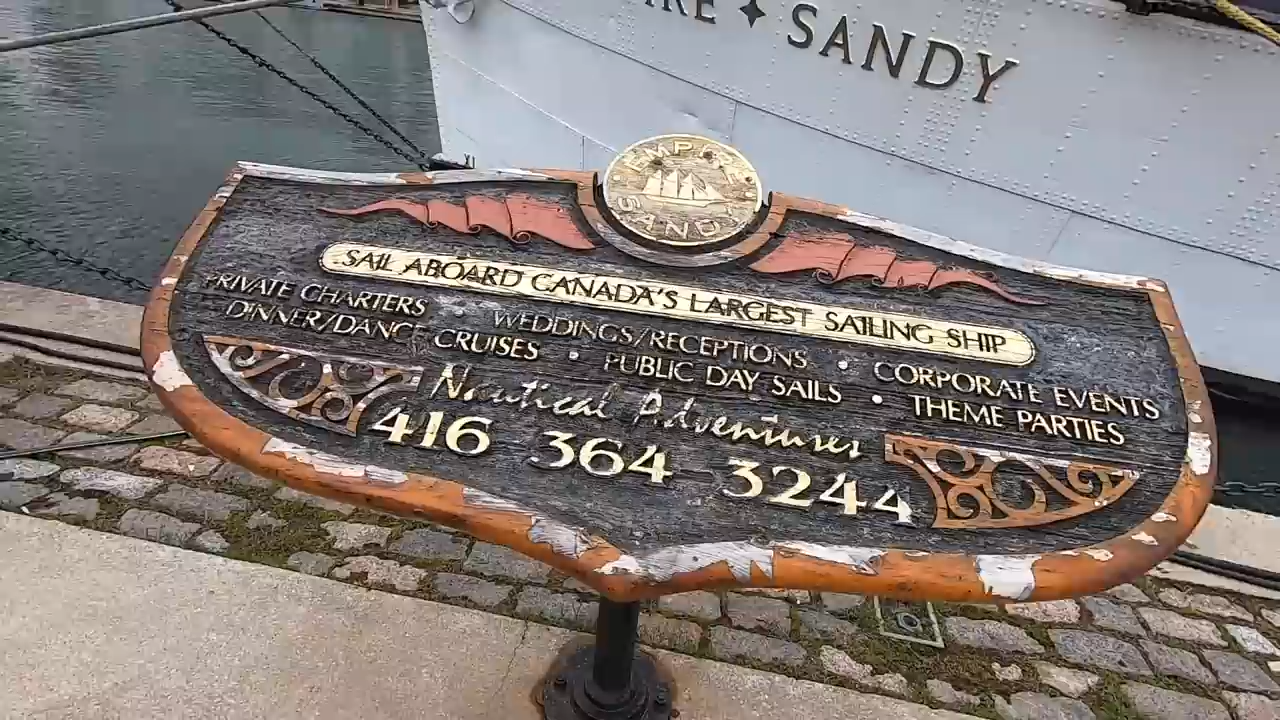 RE ✦ SANDY
EMPIRE
SANDY
SAIL ABOARD CANADA'S LARGEST SAILING SHIP
PRIVATE CHARTERS • WEDDINGS/RECEPTIONS • CORPORATE EVENTS
DINNER/DANCE CRUISES • PUBLIC DAY SAILS • THEME PARTIES
Nautical Adventures
416 364 3244